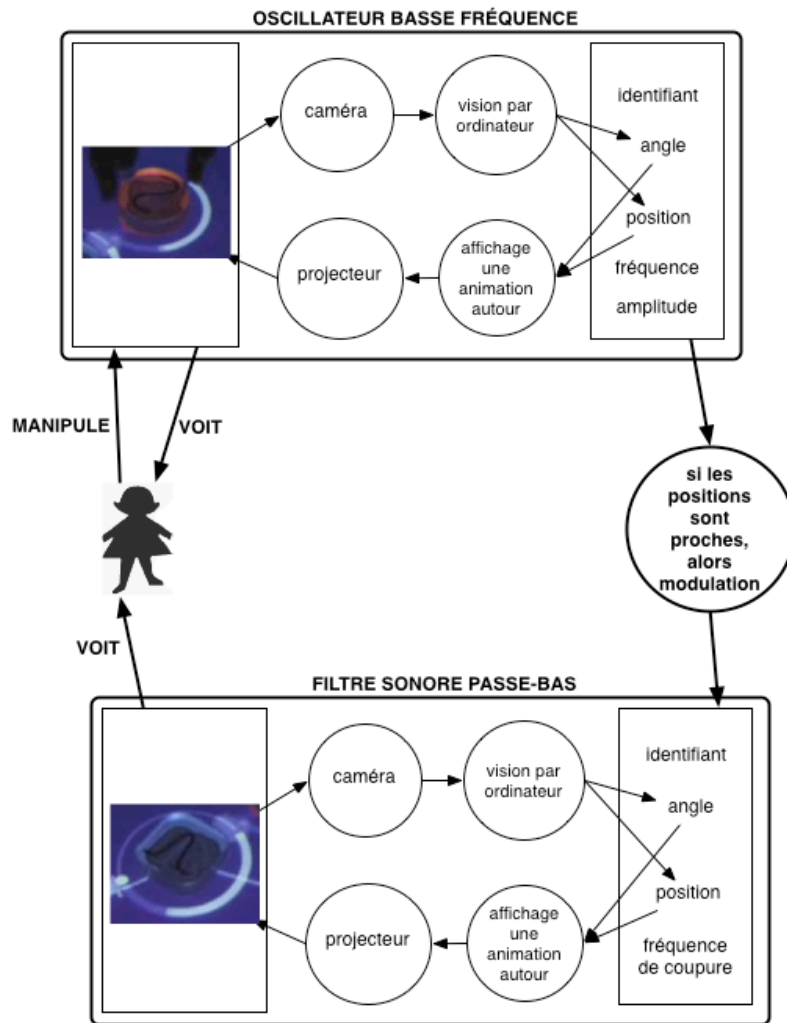 OSCILLATEUR BASSE FRÉQUENCE
caméra
vision par
ordinateur
identifiant
angle
position
fréquence
amplitude
projecteur
affichage
une
animation
autour
MANIPULE
VOIT
si les
positions
sont
proches,
alors
modulation
VOIT
FILTRE SONORE PASSE-BAS
caméra
vision par
ordinateur
identifiant
angle
position
fréquence
de coupure
projecteur
affichage
une
animation
autour